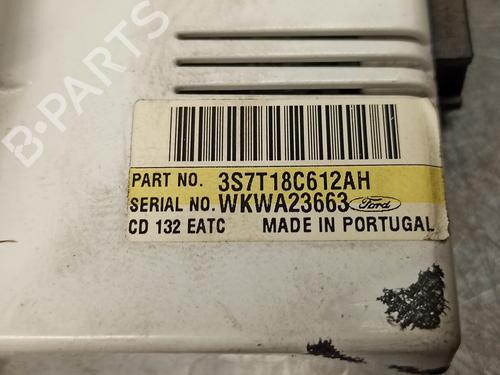 B-PARTS
PART NO. 3S7T18C612AH
SERIAL NO. WKWA23663 Ford
CD 132 EATC MADE IN PORTUGAL